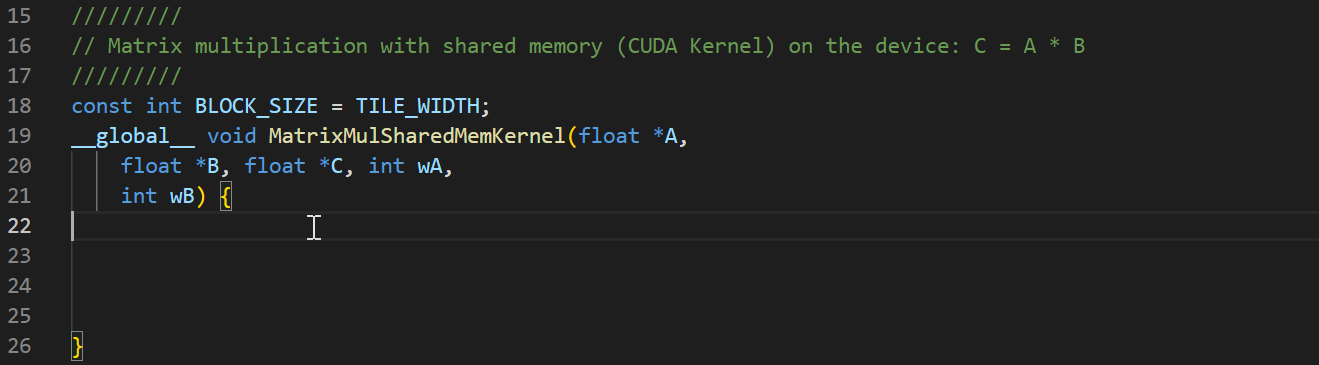 15 /////////
16 // Matrix multiplication with shared memory (CUDA Kernel) on the device: C = A * B
17 /////////
18 const int BLOCK_SIZE = TILE_WIDTH;
19 __global__ void MatrixMulSharedMemKernel(float *A,
20 float *B, float *C, int wA,
21 int wB) {
22
23
24
25
26 }